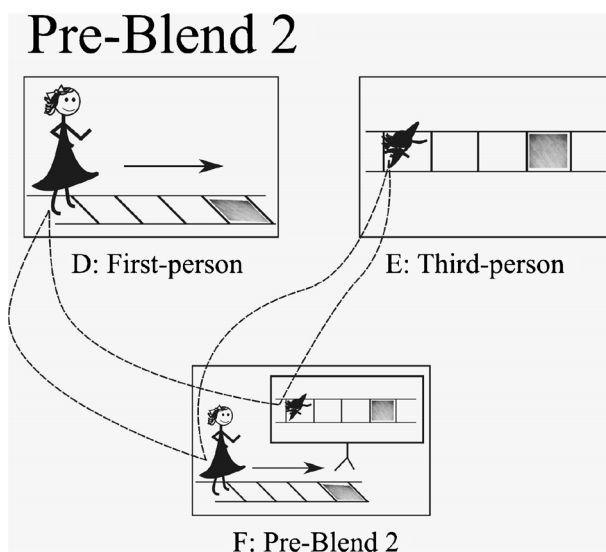 Pre-Blend 2
D: First-person
E: Third-person
F: Pre-Blend 2